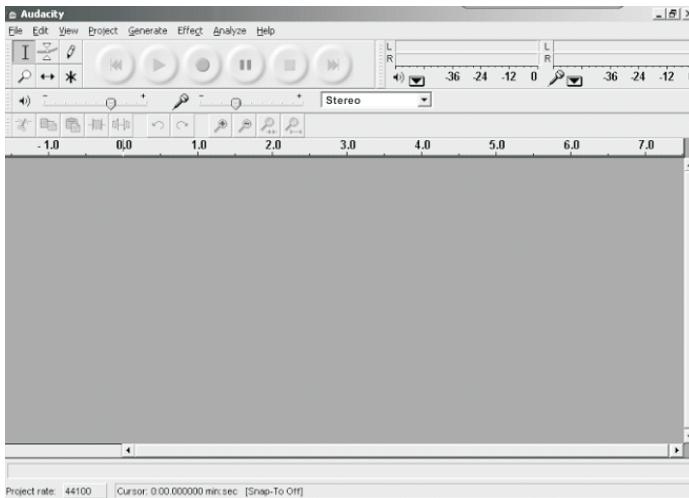 Audacity
File Edit View Project Generate Effect Analyze Help
L
R
L
R
-36 -24 -12 0
-36 -24 -12
- + - + Stereo
- 1.0 0.0 1.0 2.0 3.0 4.0 5.0 6.0 7.0
Project rate: 44100 Cursor: 0:00.000000 min:sec [Snap-To Off]